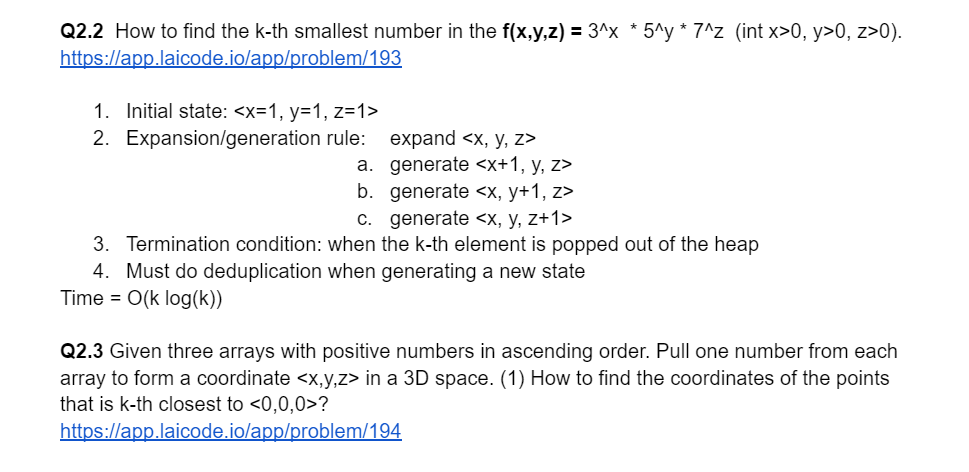 Q2.2 How to find the k-th smallest number in the f(x,y,z) = 3^x * 5^y * 7^z (int x>0, y>0, z>0).
https://app.laicode.io/app/problem/193
1. Initial state: <x=1, y=1, z=1>
2. Expansion/generation rule: expand <x, y, z>
a. generate <x+1, y, z>
b. generate <x, y+1, z>
c. generate <x, y, z+1>
3. Termination condition: when the k-th element is popped out of the heap
4. Must do deduplication when generating a new state
Time = O(k log(k))
Q2.3 Given three arrays with positive numbers in ascending order. Pull one number from each
array to form a coordinate <x,y,z> in a 3D space. (1) How to find the coordinates of the points
that is k-th closest to <0,0,0>?
https://app.laicode.io/app/problem/194